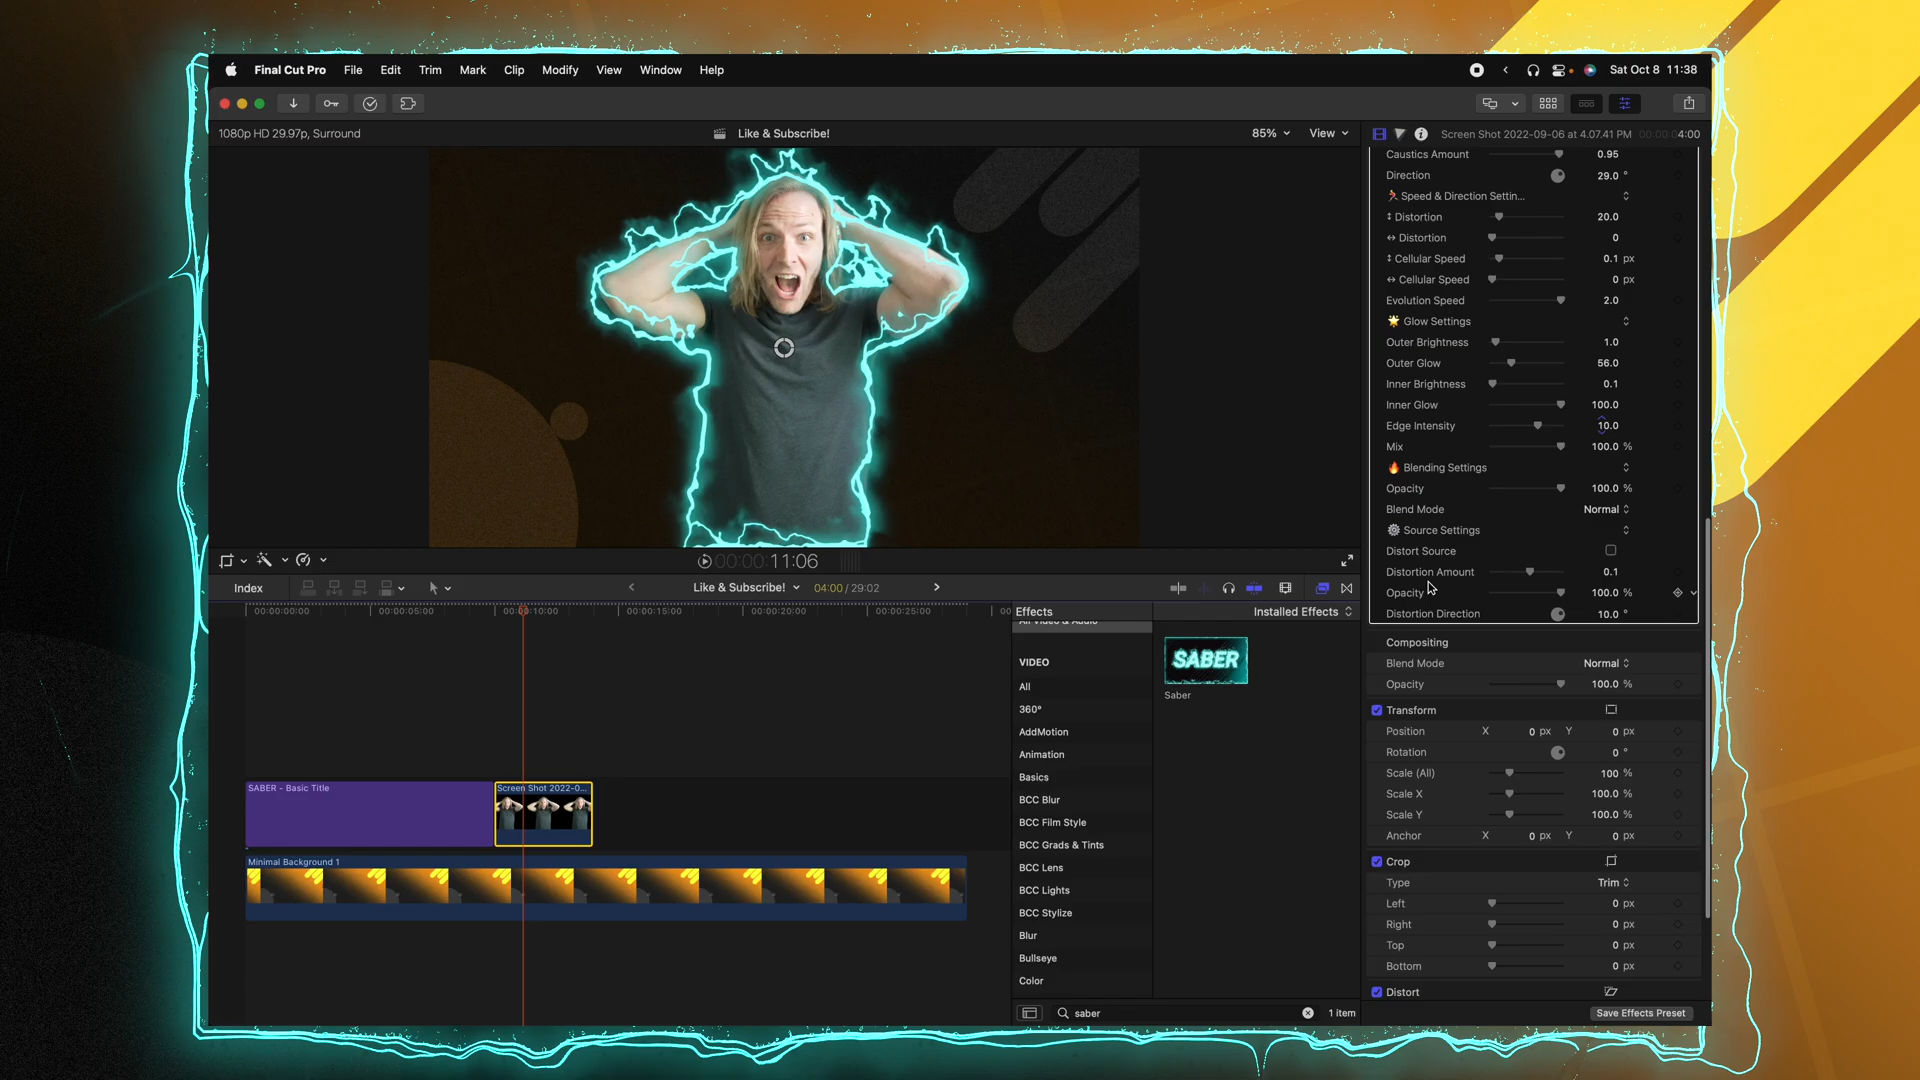 Final Cut Pro File Edit Trim Mark Clip Modify View Window Help
Sat Oct 8 11:38
1080p HD 29.97p, Surround
Like & Subscribe!
85% View
Screen Shot 2022-09-06 at 4.07.41 PM 00:00:04:00
Caustics Amount 0.95
Direction 29.0 °
Speed & Direction Settin...
Distortion 20.0
Distortion 0
Cellular Speed 0.1 px
Cellular Speed 0 px
Evolution Speed 2.0
Glow Settings
Outer Brightness 1.0
Outer Glow 56.0
Inner Brightness 0.1
Inner Glow 100.0
Edge Intensity 10.0
Mix 100.0 %
Blending Settings
Opacity 100.0 %
Blend Mode Normal
Source Settings
Distort Source
Distortion Amount 0.1
Opacity 100.0 %
Distortion Direction 10.0 °
Compositing
Blend Mode Normal
Opacity 100.0 %
Transform
Position X 0 px Y 0 px
Rotation 0 °
Scale (All) 100 %
Scale X 100.0 %
Scale Y 100.0 %
Anchor X 0 px Y 0 px
Crop
Type Trim
Left 0 px
Right 0 px
Top 0 px
Bottom 0 px
Distort
Save Effects Preset
00:00:11:06
Index
Like & Subscribe!
04:00 / 29:02
00:00:00:00 00:00:05:00 00:00:10:00 00:00:15:00 00:00:20:00 00:00:25:00 00
SABER - Basic Title
Screen Shot 2022-0...
Minimal Background 1
Effects
Installed Effects
All Video & Audio
VIDEO
All
360°
AddMotion
Animation
Basics
BCC Blur
BCC Film Style
BCC Grads & Tints
BCC Lens
BCC Lights
BCC Stylize
Blur
Bullseye
Color
SABER
Saber
saber
1 item